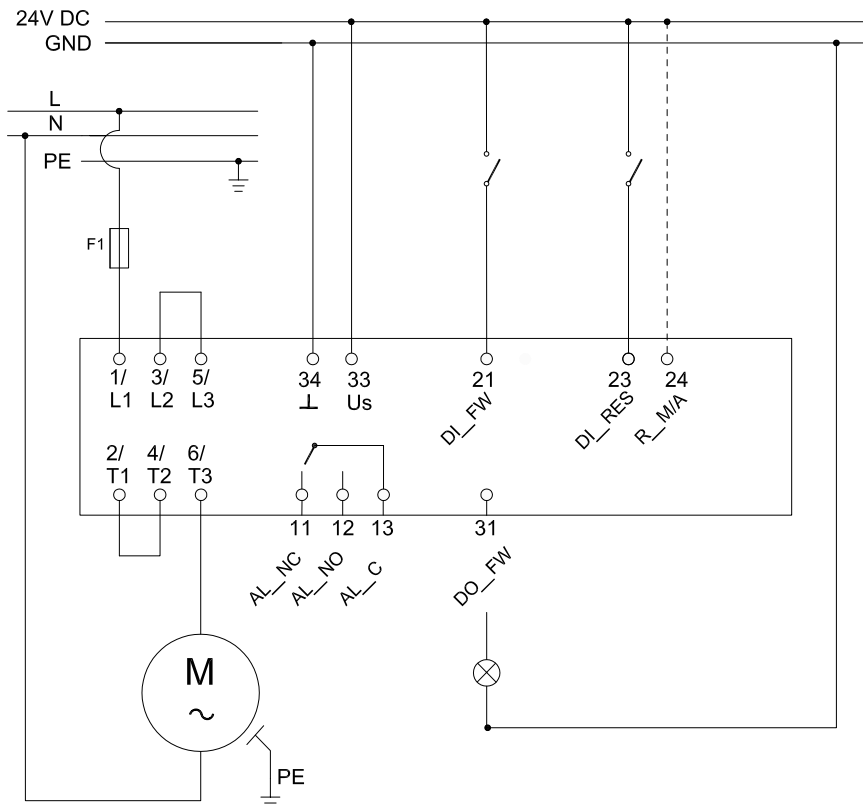 24V DC
GND
L
N
PE
F1
1/ 3/ 5/ 34 33 21 23 24
L1 L2 L3 ⊥ Us
DI_FW
DI_RES
R_M/A
2/ 4/ 6/
T1 T2 T3
11 12 13 31
AL_NC
AL_NO
AL_C
DO_FW
M
~
PE